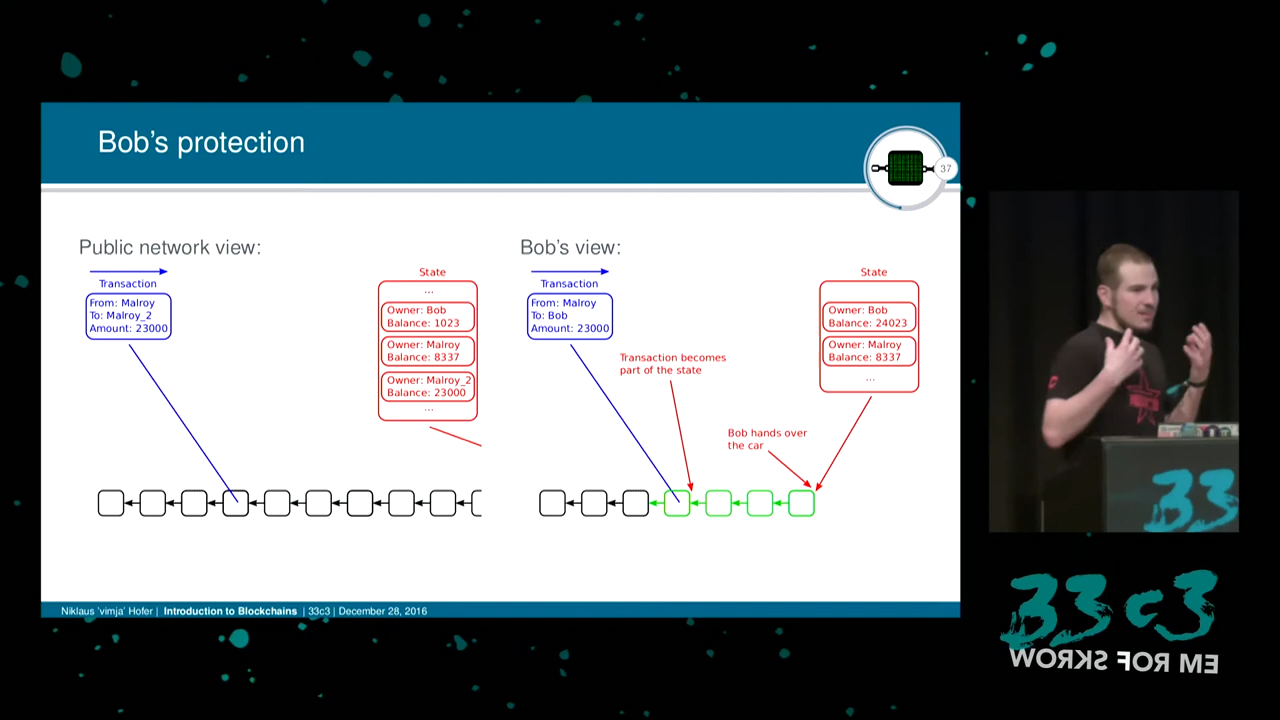 Bob's protection
37
Public network view:
Transaction
From: Malroy
To: Malroy_2
Amount: 23000
State
...
Owner: Bob
Balance: 1023
Owner: Malroy
Balance: 8337
Owner: Malroy_2
Balance: 23000
...
Bob's view:
Transaction
From: Malroy
To: Bob
Amount: 23000
Transaction becomes
part of the state
Bob hands over
the car
State
Owner: Bob
Balance: 24023
Owner: Malroy
Balance: 8337
...
Niklaus 'vimja' Hofer | Introduction to Blockchains | 33c3 | December 28, 2016
33
33c3
WORKS FOR ME